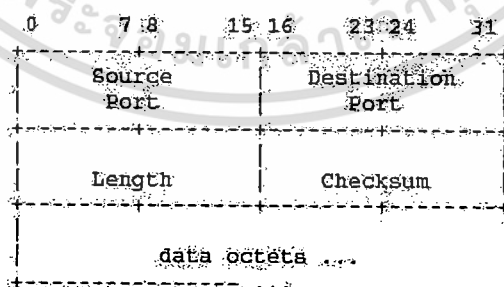 0 7 8 15 16 23 24 31
Source Destination
Port Port
Length Checksum
data octets ...